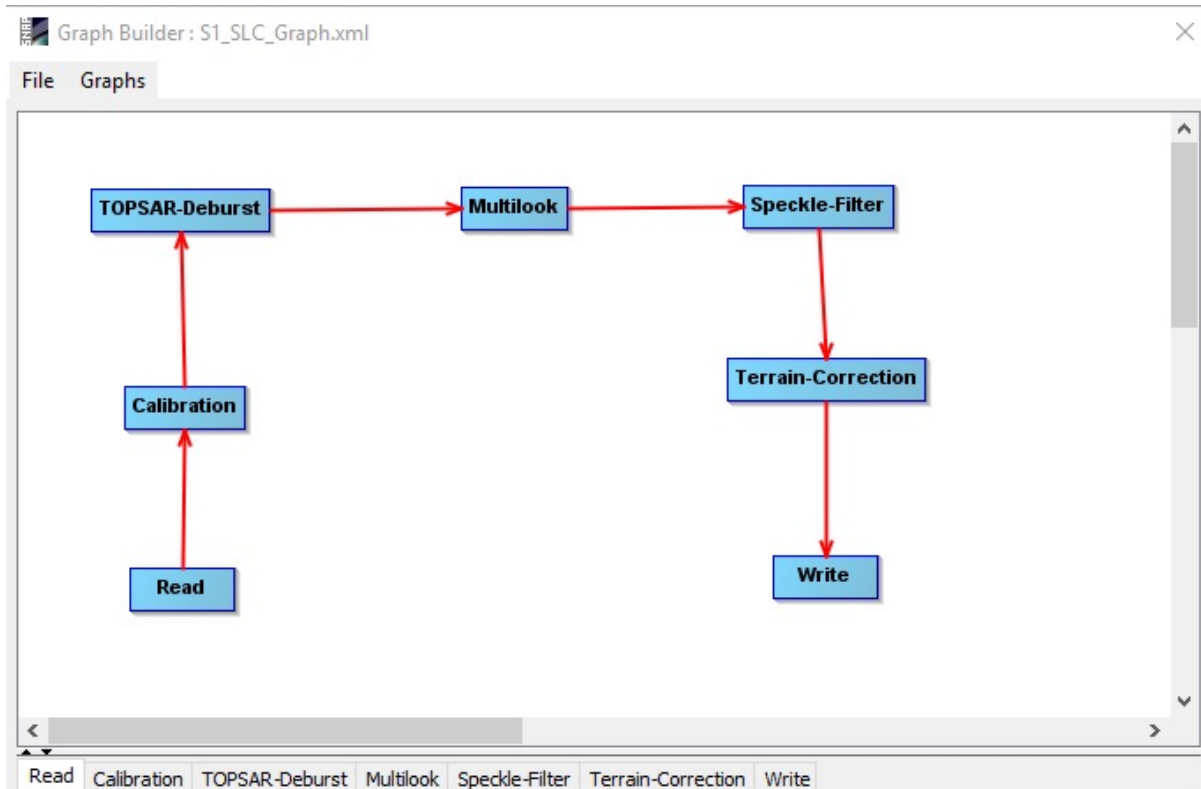 Graph Builder : S1_SLC_Graph.xml
File Graphs
TOPSAR-Deburst Multilook Speckle-Filter
Calibration Terrain-Correction
Read Write
Read Calibration TOPSAR-Deburst Multilook Speckle-Filter Terrain-Correction Write